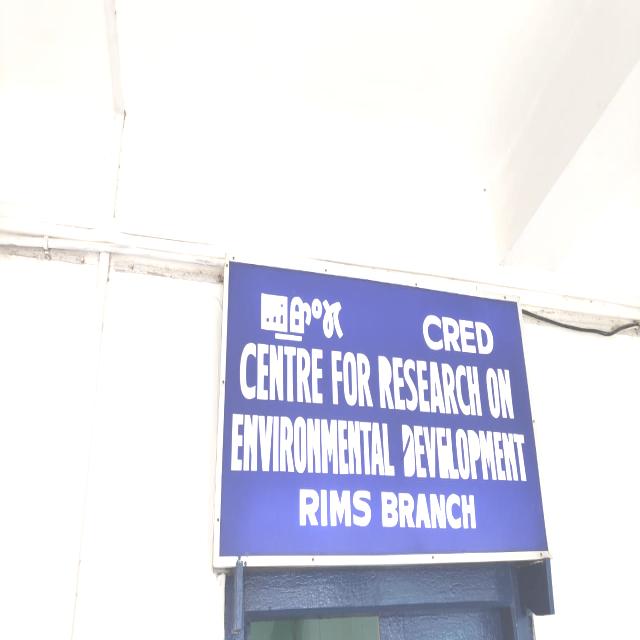 ꯀ꯭ꯔꯦꯗ CRED
CENTRE FOR RESEARCH ON
ENVIRONMENTAL DEVELOPMENT
RIMS BRANCH